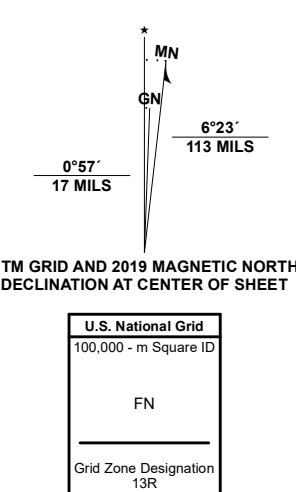 ★
MN
GN
6°23´
113 MILS
0°57´
17 MILS
TM GRID AND 2019 MAGNETIC NORTH
DECLINATION AT CENTER OF SHEET
U.S. National Grid
100,000 - m Square ID
FN
Grid Zone Designation
13R